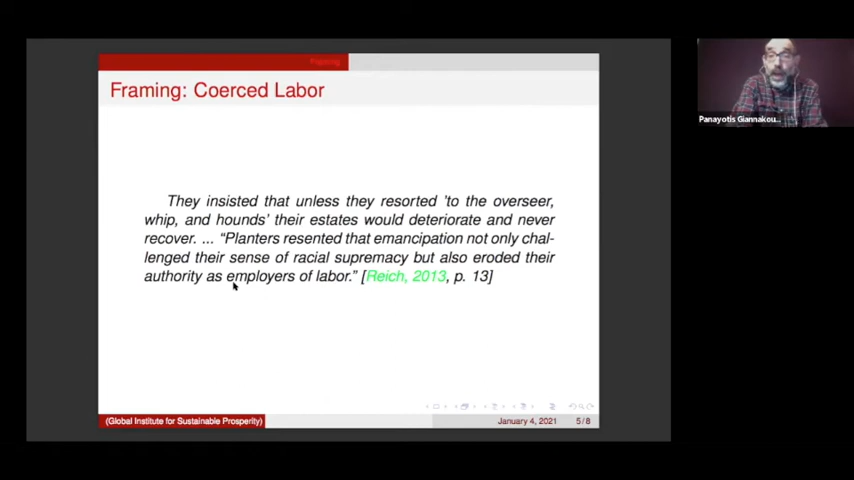 Framing
Framing: Coerced Labor
They insisted that unless they resorted 'to the overseer,
whip, and hounds' their estates would deteriorate and never
recover. ... "Planters resented that emancipation not only chal-
lenged their sense of racial supremacy but also eroded their
authority as employers of labor." [Reich, 2013, p. 13]
(Global Institute for Sustainable Prosperity)
January 4, 2021
5/8
Panayotis Giannakou...